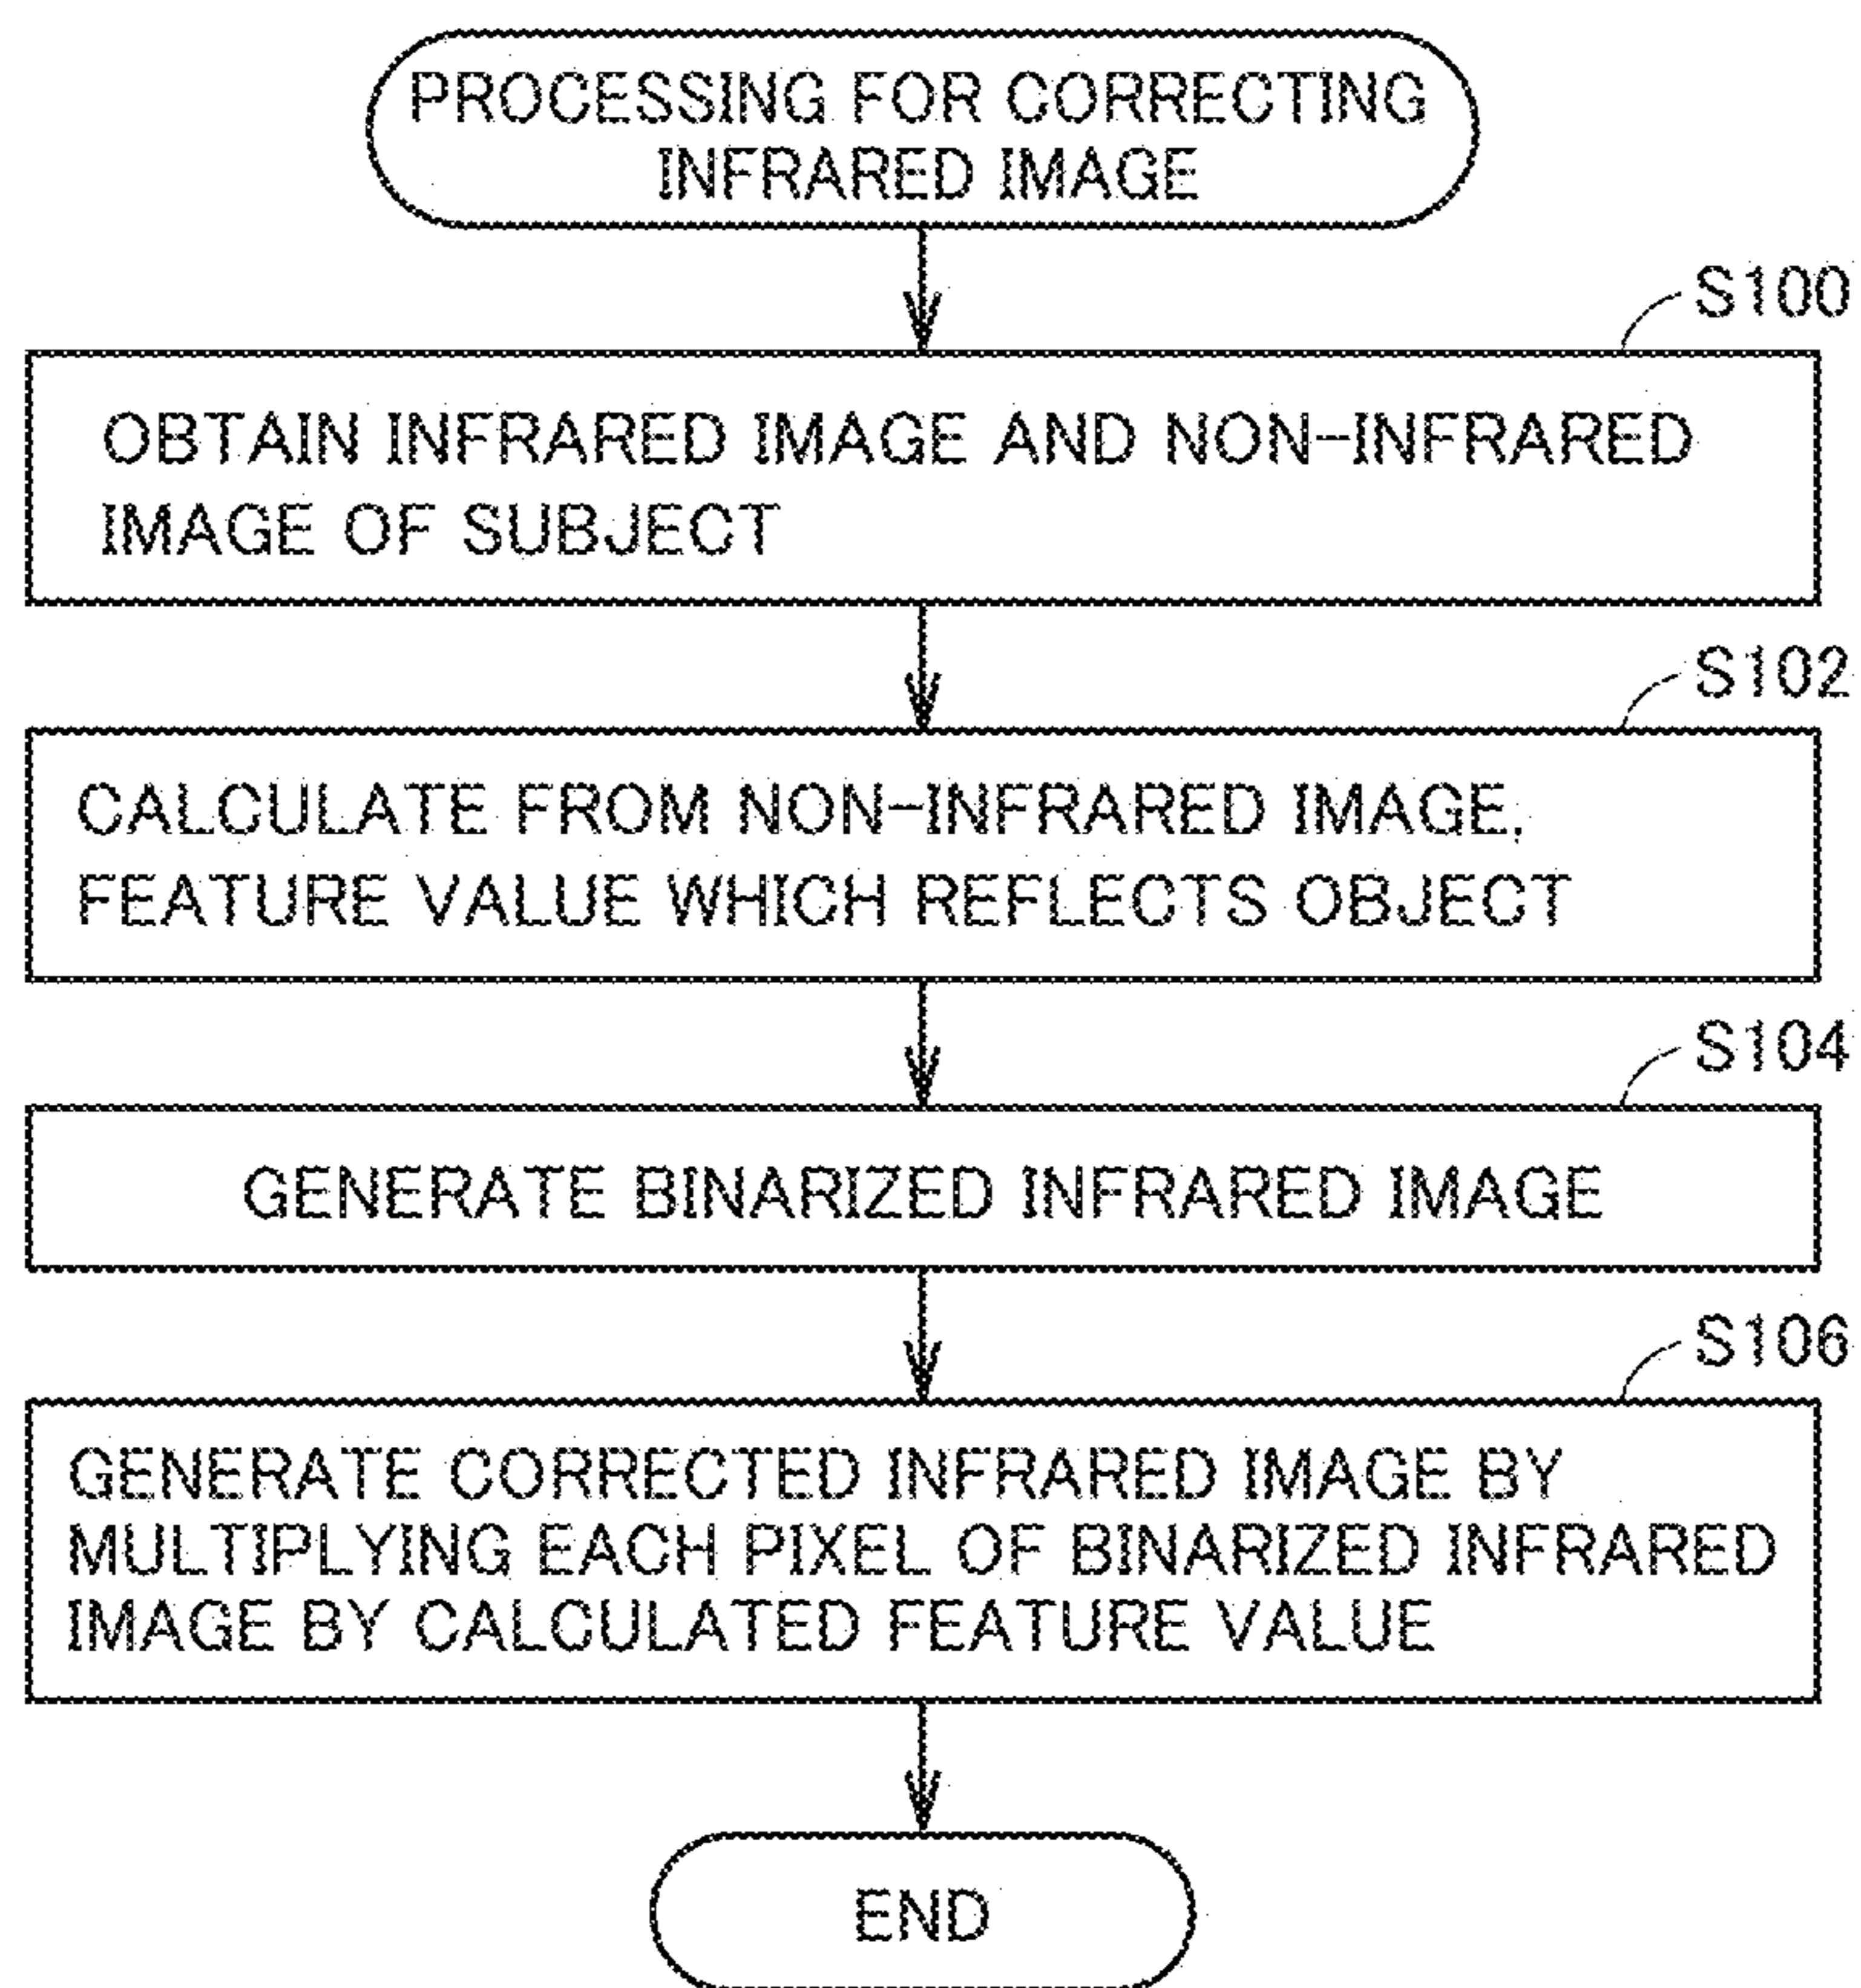 PROCESSING FOR CORRECTING
INFRARED IMAGE
S100
OBTAIN INFRARED IMAGE AND NON-INFRARED
IMAGE OF SUBJECT
S102
CALCULATE FROM NON-INFRARED IMAGE,
FEATURE VALUE WHICH REFLECTS OBJECT
S104
GENERATE BINARIZED INFRARED IMAGE
S106
GENERATE CORRECTED INFRARED IMAGE BY
MULTIPLYING EACH PIXEL OF BINARIZED INFRARED
IMAGE BY CALCULATED FEATURE VALUE
END